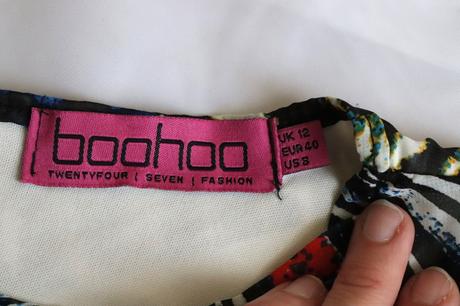 boohoo
TWENTYFOUR | SEVEN | FASHION
UK 12
EUR 40
US 8